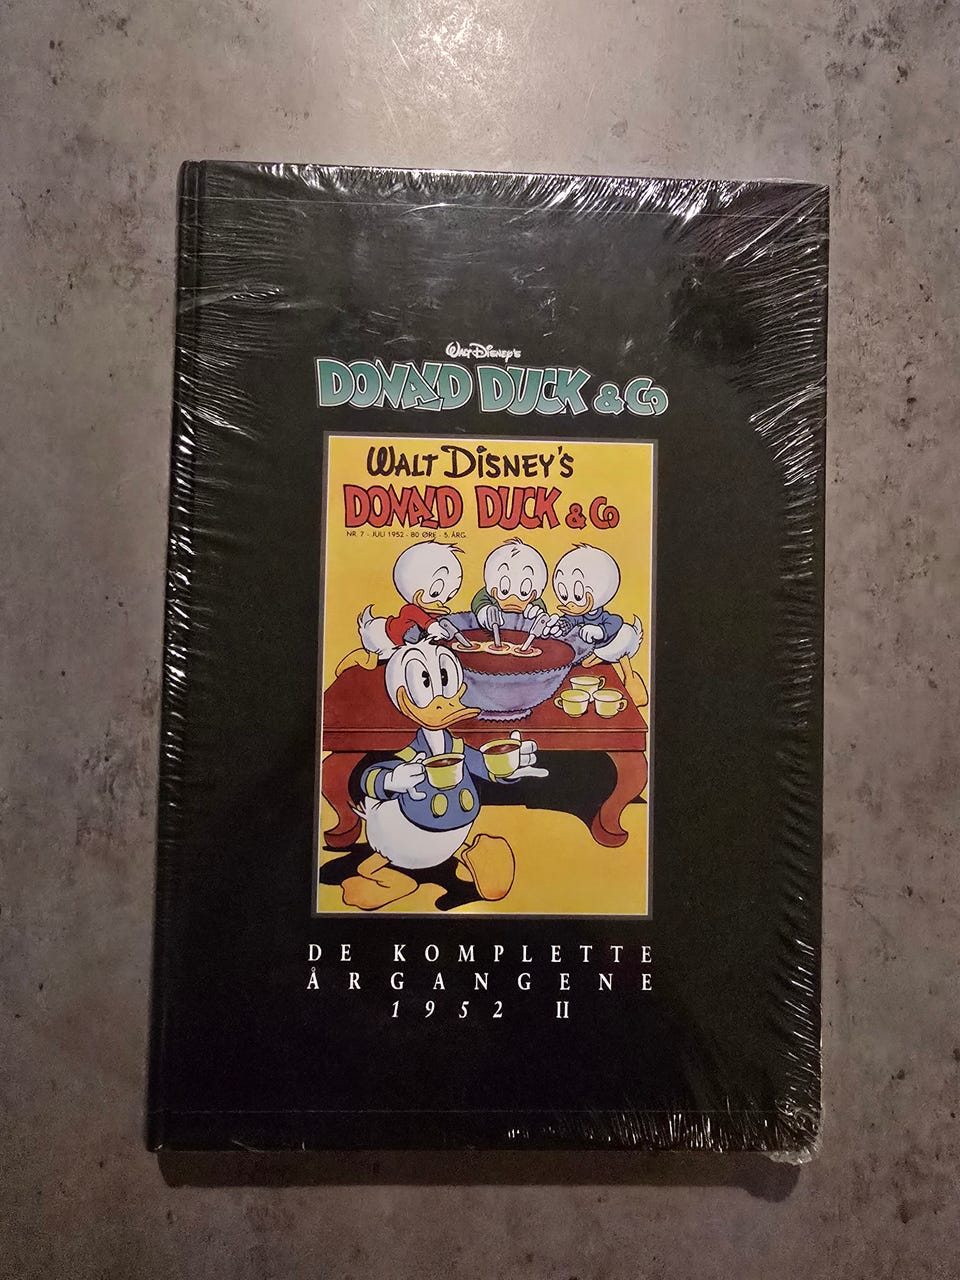 Walt Disney's
DONALD DUCK & Co
WALT DISNEY'S
DONALD DUCK & Co
NR. 7 · JULI 1952 · 80 ØRE · 5. ÅRG.
DE KOMPLETTE
ÅRGANGENE
1952 II